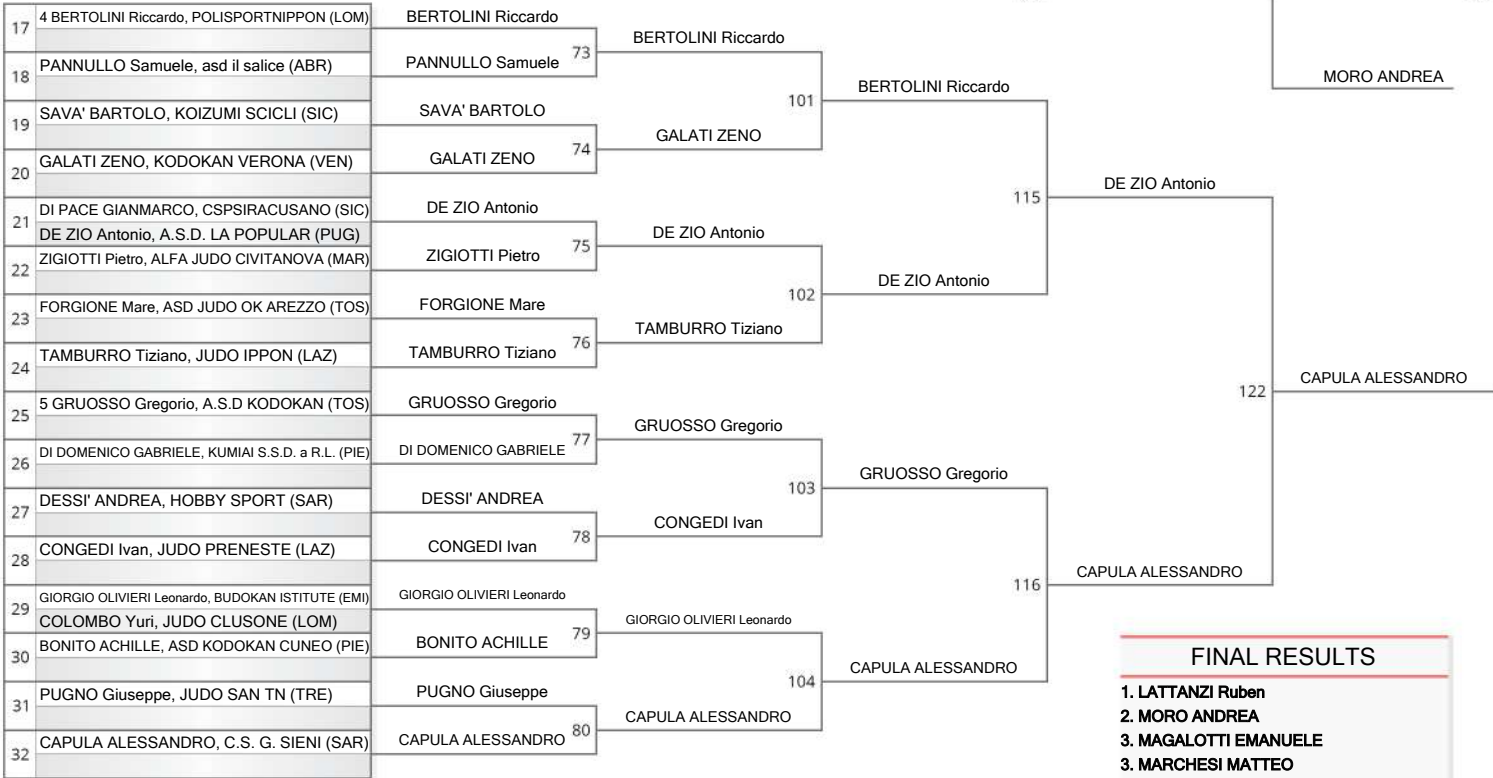 17
4 BERTOLINI Riccardo, POLISPORTNIPPON (LOM)
18
PANNULLO Samuele, asd il salice (ABR)
19
SAVA' BARTOLO, KOIZUMI SCICLI (SIC)
20
GALATI ZENO, KODOKAN VERONA (VEN)
21
DI PACE GIANMARCO, CSPSIRACUSANO (SIC)
DE ZIO Antonio, A.S.D. LA POPULAR (PUG)
22
ZIGIOTTI Pietro, ALFA JUDO CIVITANOVA (MAR)
23
FORGIONE Mare, ASD JUDO OK AREZZO (TOS)
24
TAMBURRO Tiziano, JUDO IPPON (LAZ)
25
5 GRUOSSO Gregorio, A.S.D KODOKAN (TOS)
26
DI DOMENICO GABRIELE, KUMIAI S.S.D. a R.L. (PIE)
27
DESSI' ANDREA, HOBBY SPORT (SAR)
28
CONGEDI Ivan, JUDO PRENESTE (LAZ)
29
GIORGIO OLIVIERI Leonardo, BUDOKAN ISTITUTE (EMI)
COLOMBO Yuri, JUDO CLUSONE (LOM)
30
BONITO ACHILLE, ASD KODOKAN CUNEO (PIE)
31
PUGNO Giuseppe, JUDO SAN TN (TRE)
32
CAPULA ALESSANDRO, C.S. G. SIENI (SAR)
BERTOLINI Riccardo
73
PANNULLO Samuele
SAVA' BARTOLO
74
GALATI ZENO
DE ZIO Antonio
75
ZIGIOTTI Pietro
FORGIONE Mare
76
TAMBURRO Tiziano
GRUOSSO Gregorio
77
DI DOMENICO GABRIELE
DESSI' ANDREA
78
CONGEDI Ivan
GIORGIO OLIVIERI Leonardo
79
BONITO ACHILLE
PUGNO Giuseppe
80
CAPULA ALESSANDRO
BERTOLINI Riccardo
101
GALATI ZENO
DE ZIO Antonio
102
TAMBURRO Tiziano
GRUOSSO Gregorio
103
CONGEDI Ivan
GIORGIO OLIVIERI Leonardo
104
CAPULA ALESSANDRO
BERTOLINI Riccardo
115
DE ZIO Antonio
GRUOSSO Gregorio
116
CAPULA ALESSANDRO
DE ZIO Antonio
122
CAPULA ALESSANDRO
MORO ANDREA
CAPULA ALESSANDRO
FINAL RESULTS
1. LATTANZI Ruben
2. MORO ANDREA
3. MAGALOTTI EMANUELE
3. MARCHESI MATTEO